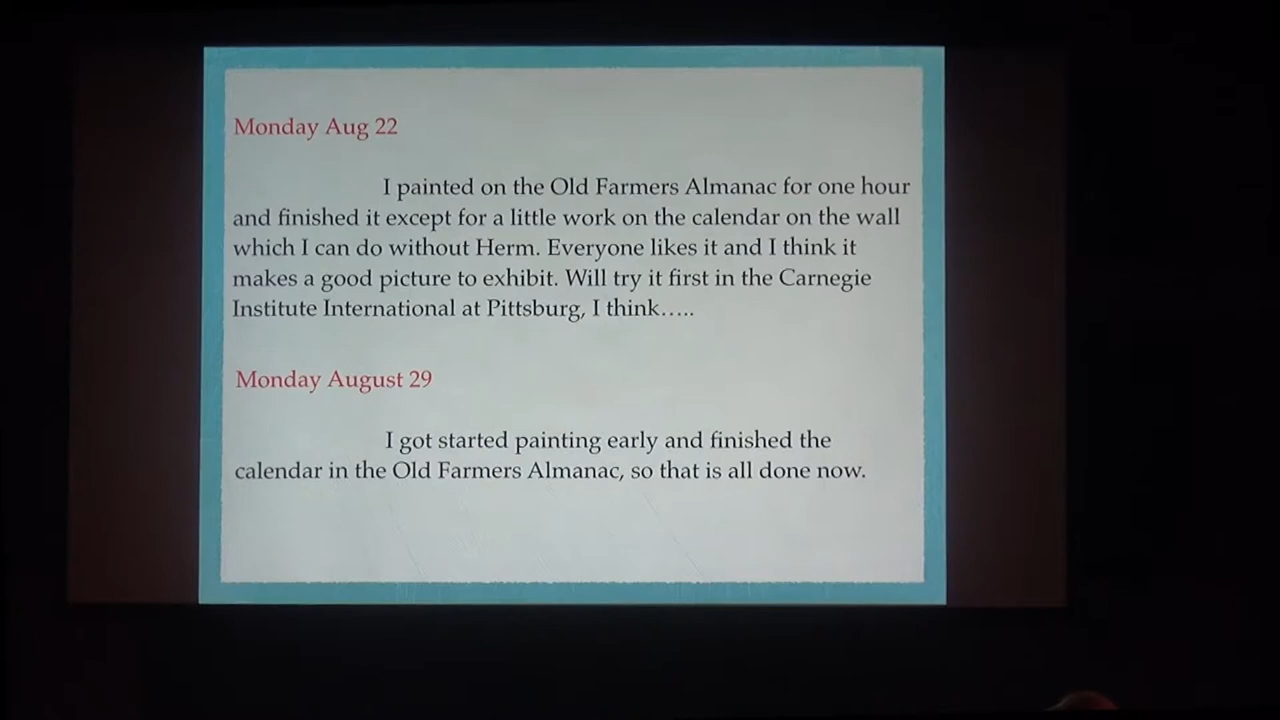 Monday Aug 22
I painted on the Old Farmers Almanac for one hour
and finished it except for a little work on the calendar on the wall
which I can do without Herm. Everyone likes it and I think it
makes a good picture to exhibit. Will try it first in the Carnegie
Institute International at Pittsburg, I think…..
Monday August 29
I got started painting early and finished the
calendar in the Old Farmers Almanac, so that is all done now.